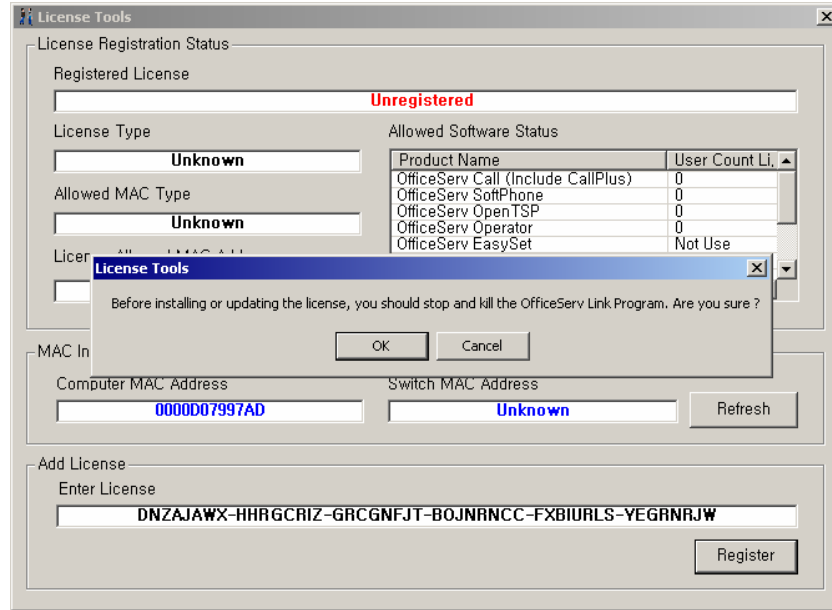 License Tools
License Registration Status
Registered License
Unregistered
License Type
Unknown
Allowed MAC Type
Unknown
Allowed Software Status
Product Name User Count Li,
OfficeServ Call (Include CallPlus) 0
OfficeServ SoftPhone 0
OfficeServ OpenTSP 0
OfficeServ Operator 0
OfficeServ EasySet Not Use
License Tools
Before installing or updating the license, you should stop and kill the OfficeServ Link Program. Are you sure ?
OK Cancel
MAC In
Computer MAC Address
0000D07997AD
Switch MAC Address
Unknown
Refresh
Add License
Enter License
DNZAJA₩X-HHRGCRIZ-GRCGNFJT-BOJNRNCC-FXBIURLS-YEGRNRJ₩
Register